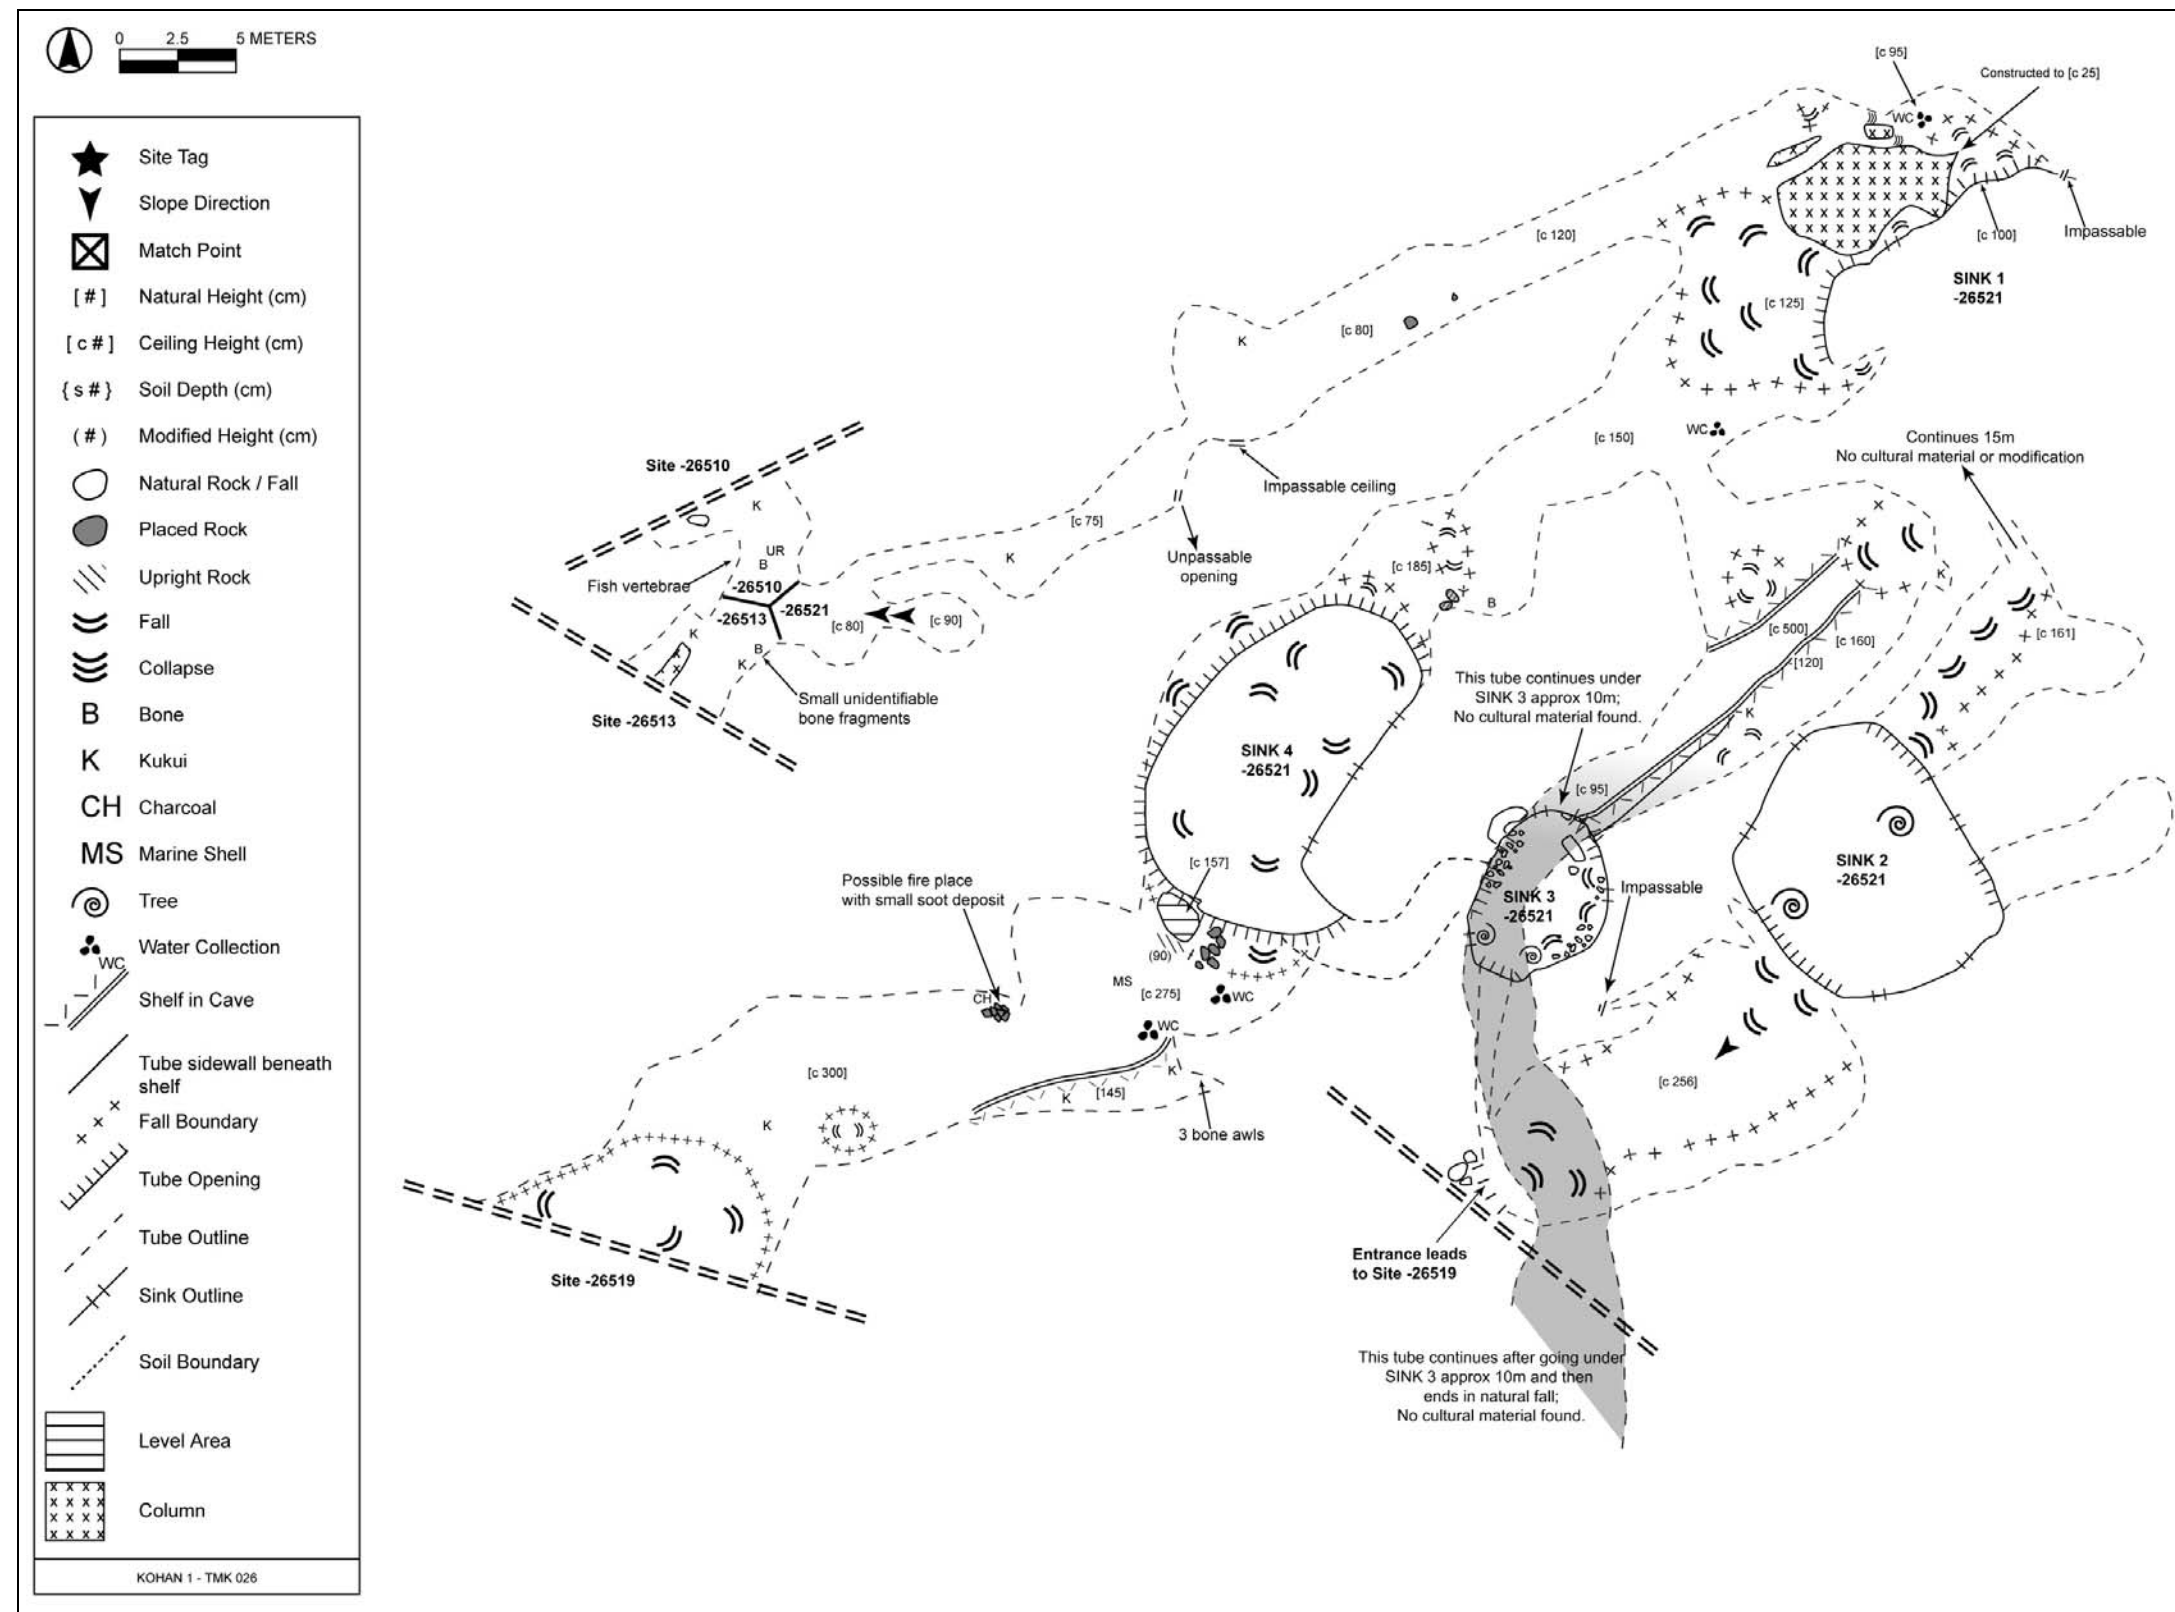 0 2.5 5 METERS
Site Tag
Slope Direction
Match Point
[ # ] Natural Height (cm)
[ c # ] Ceiling Height (cm)
{ s # } Soil Depth (cm)
( # ) Modified Height (cm)
Natural Rock / Fall
Placed Rock
Upright Rock
Fall
Collapse
B Bone
K Kukui
CH Charcoal
MS Marine Shell
Tree
Water Collection
WC
Shelf in Cave
Tube sidewall beneath
shelf
Fall Boundary
Tube Opening
Tube Outline
Sink Outline
Soil Boundary
Level Area
Column
KOHAN 1 - TMK 026
[c 95]
Constructed to [c 25]
WC
[c 100]
Impassable
SINK 1
-26521
[c 120]
[c 125]
[c 80]
K
[c 150]
WC
Continues 15m
No cultural material or modification
Site -26510
K
Impassable ceiling
[c 75]
UR
B
K
Unpassable
opening
Fish vertebrae
-26510
-26513
-26521
[c 80]
[c 90]
K
B
K
Small unidentifiable
bone fragments
Site -26513
[c 185]
B
K
[c 500]
[c 160]
[120]
[c 161]
This tube continues under
SINK 3 approx 10m;
No cultural material found.
K
SINK 4
-26521
[c 95]
[c 157]
SINK 2
-26521
Possible fire place
with small soot deposit
SINK 3
-26521
Impassable
(90)
MS
[c 275]
WC
CH
WC
[c 300]
K
[145]
K
[c 256]
K
3 bone awls
Site -26519
Entrance leads
to Site -26519
This tube continues after going under
SINK 3 approx 10m and then
ends in natural fall;
No cultural material found.